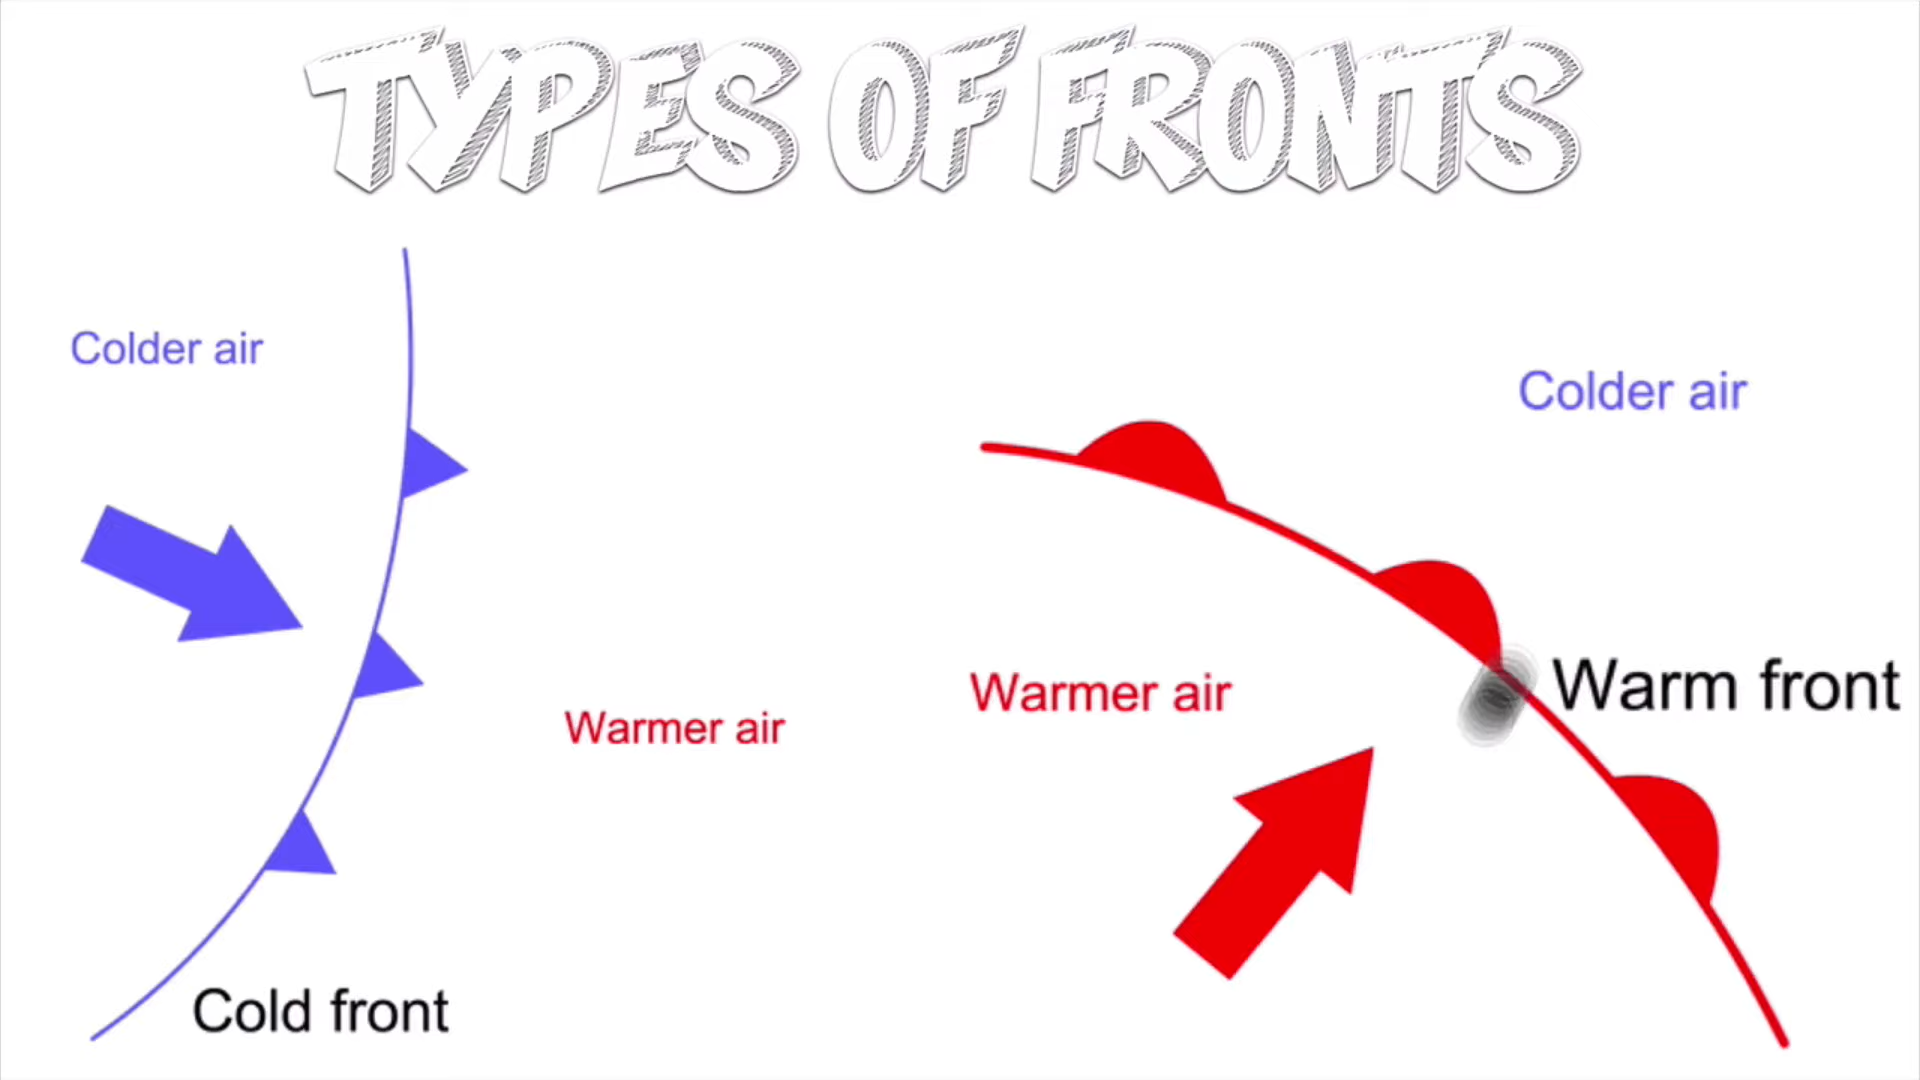 TYPES OF FRONTS
Colder air
Warmer air
Cold front
Colder air
Warmer air
Warm front